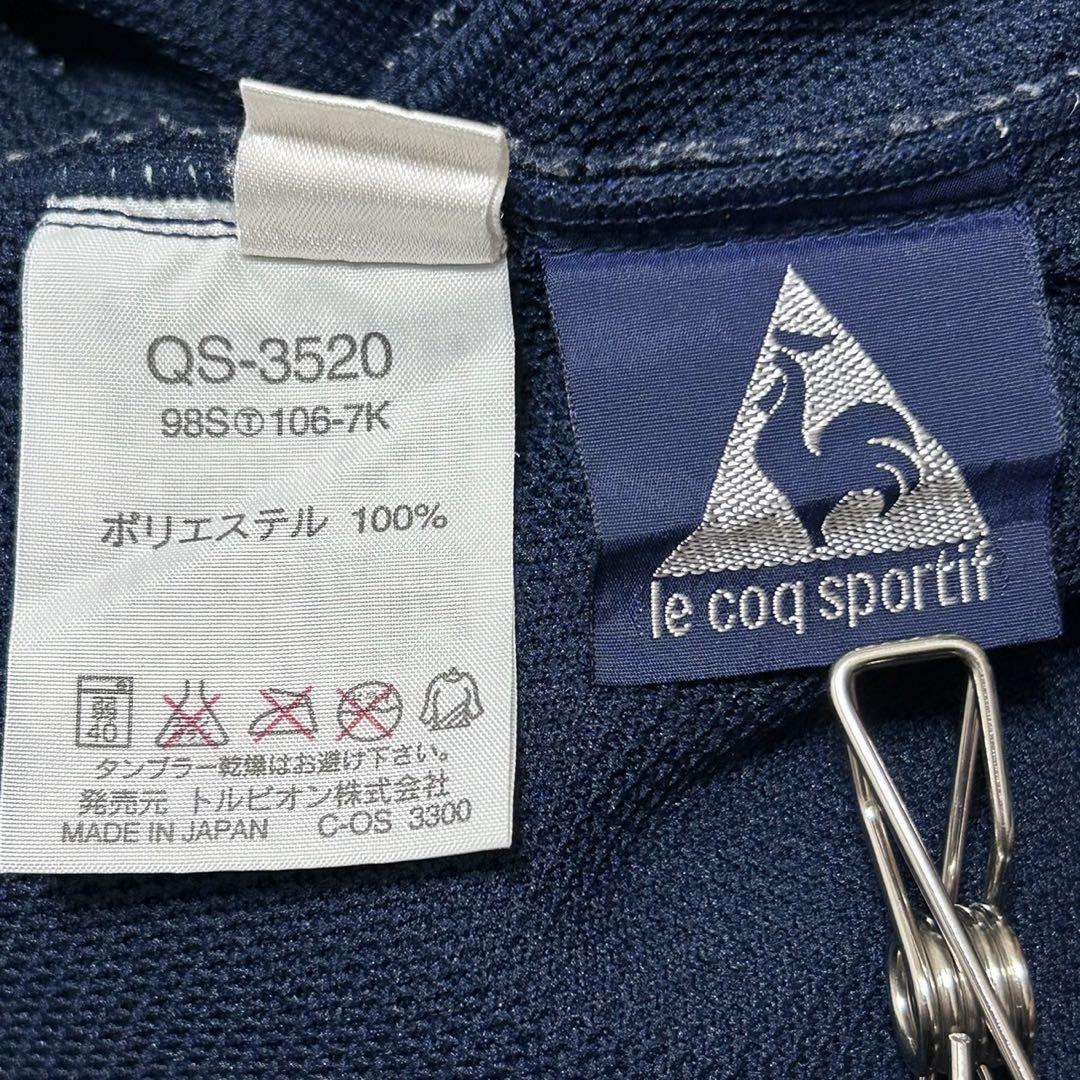 QS-3520
98SⓉ106-7K
ポリエステル 100%
弱 40
タンブラー乾燥はお避け下さい。
発売元 トルビオン株式会社
MADE IN JAPAN C-OS 3300
le coq sportif